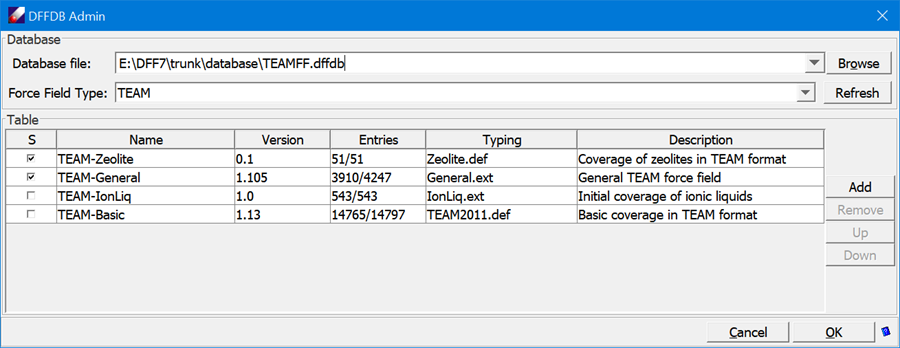 DFFDB Admin
Database
Database file: E:\DFF7\trunk\database\TEAMFF.dffdb Browse
Force Field Type: TEAM Refresh
Table
S Name Version Entries Typing Description
TEAM-Zeolite 0.1 51/51 Zeolite.def Coverage of zeolites in TEAM format
TEAM-General 1.105 3910/4247 General.ext General TEAM force field
TEAM-IonLiq 1.0 543/543 IonLiq.ext Initial coverage of ionic liquids
TEAM-Basic 1.13 14765/14797 TEAM2011.def Basic coverage in TEAM format
Add
Remove
Up
Down
Cancel OK